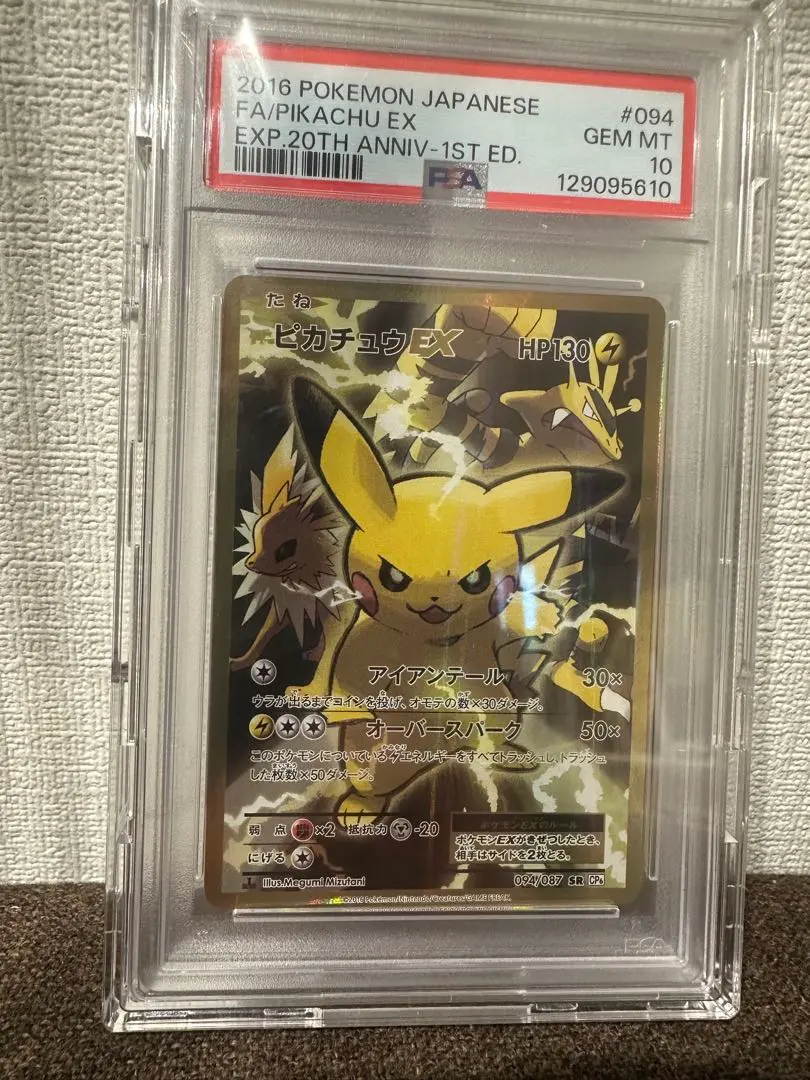 2016 POKEMON JAPANESE #094
FA/PIKACHU EX GEM MT
EXP.20TH ANNIV-1ST ED. 10
PSA 129095610
たね
ピカチュウEX HP130
アイアンテール 30×
ウラが出るまでコインを投げ、オモテの数×30ダメージ。
オーバースパーク 50×
このポケモンについているエネルギーをすべてトラッシュし、トラッシュ
した枚数×50ダメージ。
弱点 ×2 抵抗力 -20
ポケモンEXのルール
ポケモンEXがきぜつしたとき、
相手はサイドを2枚とる。
にげる
Illus.Megumi Mizutani 094/087 SR CP6
©2016 Pokémon/Nintendo/Creatures/GAME FREAK.
PSA